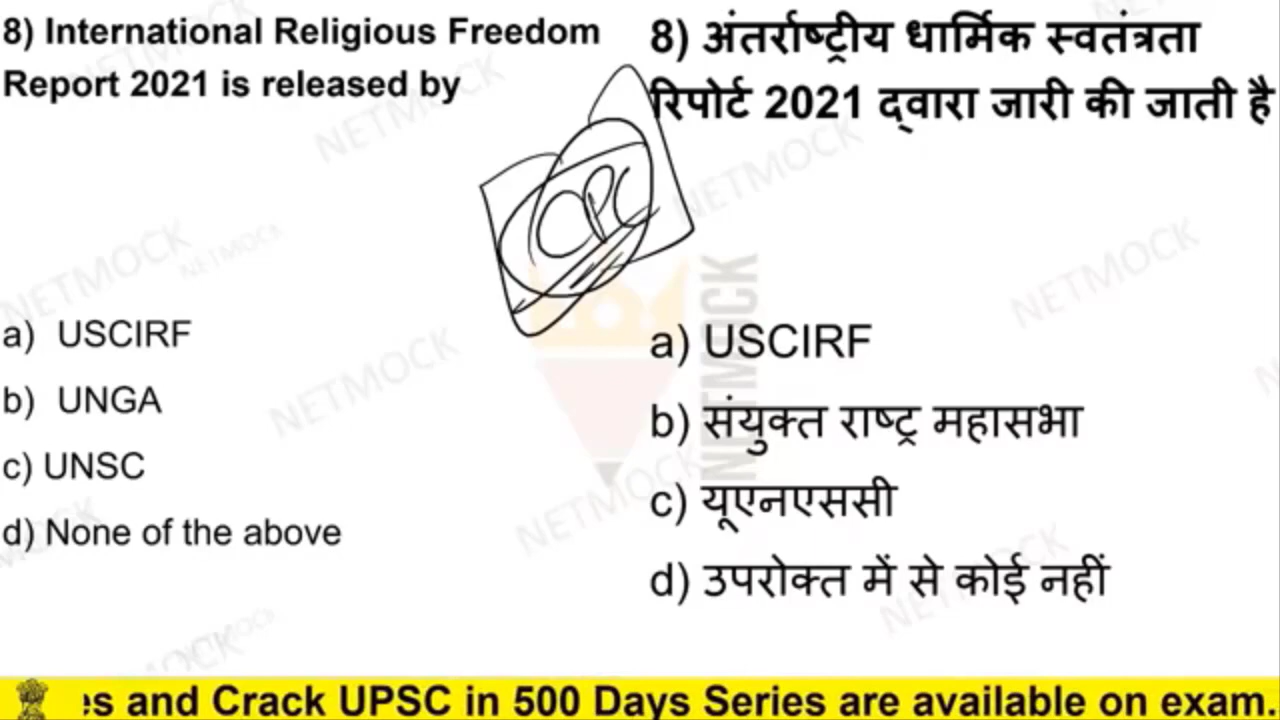 8) International Religious Freedom
Report 2021 is released by
a) USCIRF
b) UNGA
c) UNSC
d) None of the above
8) अंतर्राष्ट्रीय धार्मिक स्वतंत्रता
रिपोर्ट 2021 द्वारा जारी की जाती है
a) USCIRF
b) संयुक्त राष्ट्र महासभा
c) यूएनएससी
d) उपरोक्त में से कोई नहीं
NETMOCK
s and Crack UPSC in 500 Days Series are available on exam.